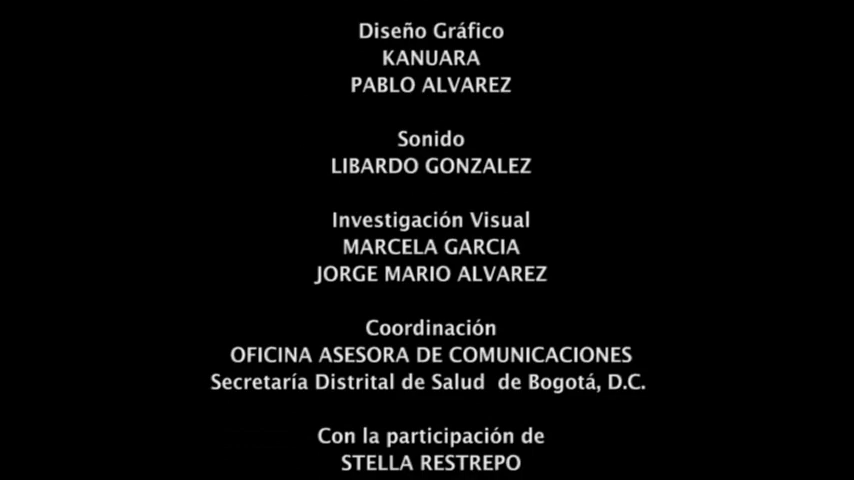 Diseño Gráfico
KANUARA
PABLO ALVAREZ
Sonido
LIBARDO GONZALEZ
Investigación Visual
MARCELA GARCIA
JORGE MARIO ALVAREZ
Coordinación
OFICINA ASESORA DE COMUNICACIONES
Secretaría Distrital de Salud  de Bogotá, D.C.
Con la participación de
STELLA RESTREPO